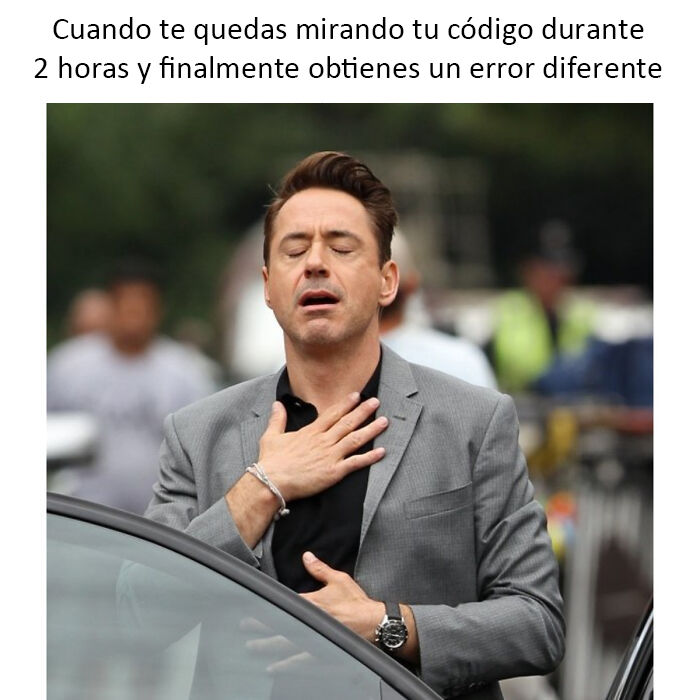 Cuando te quedas mirando tu código durante
2 horas y finalmente obtienes un error diferente